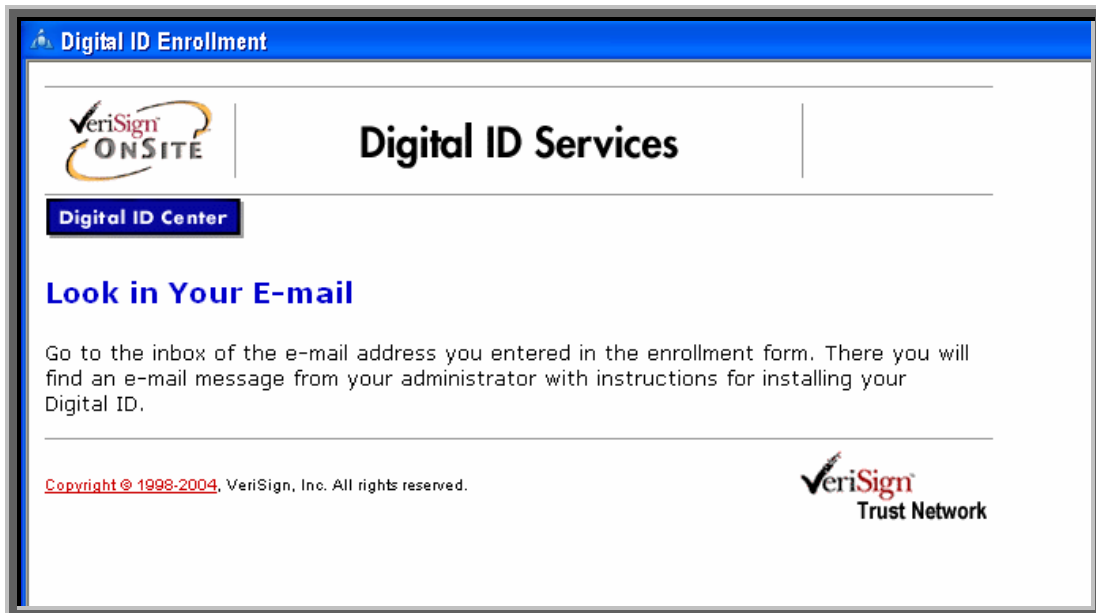 Digital ID Enrollment
VeriSign
ONSITE
Digital ID Services
Digital ID Center
Look in Your E-mail
Go to the inbox of the e-mail address you entered in the enrollment form. There you will
find an e-mail message from your administrator with instructions for installing your
Digital ID.
Copyright © 1998-2004, VeriSign, Inc. All rights reserved.
VeriSign
Trust Network